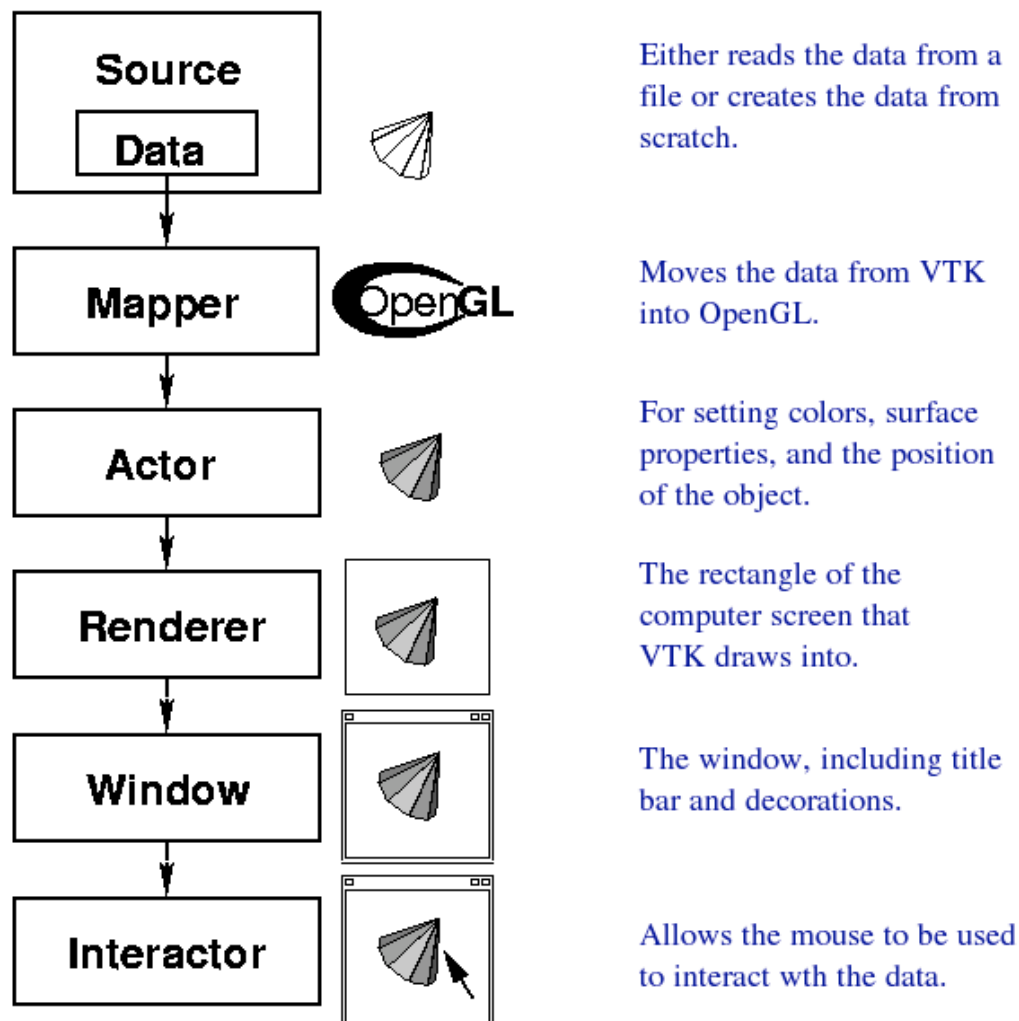 Source
Data
Either reads the data from a
file or creates the data from
scratch.
Mapper
OpenGL
Moves the data from VTK
into OpenGL.
Actor
For setting colors, surface
properties, and the position
of the object.
Renderer
The rectangle of the
computer screen that
VTK draws into.
Window
The window, including title
bar and decorations.
Interactor
Allows the mouse to be used
to interact wth the data.